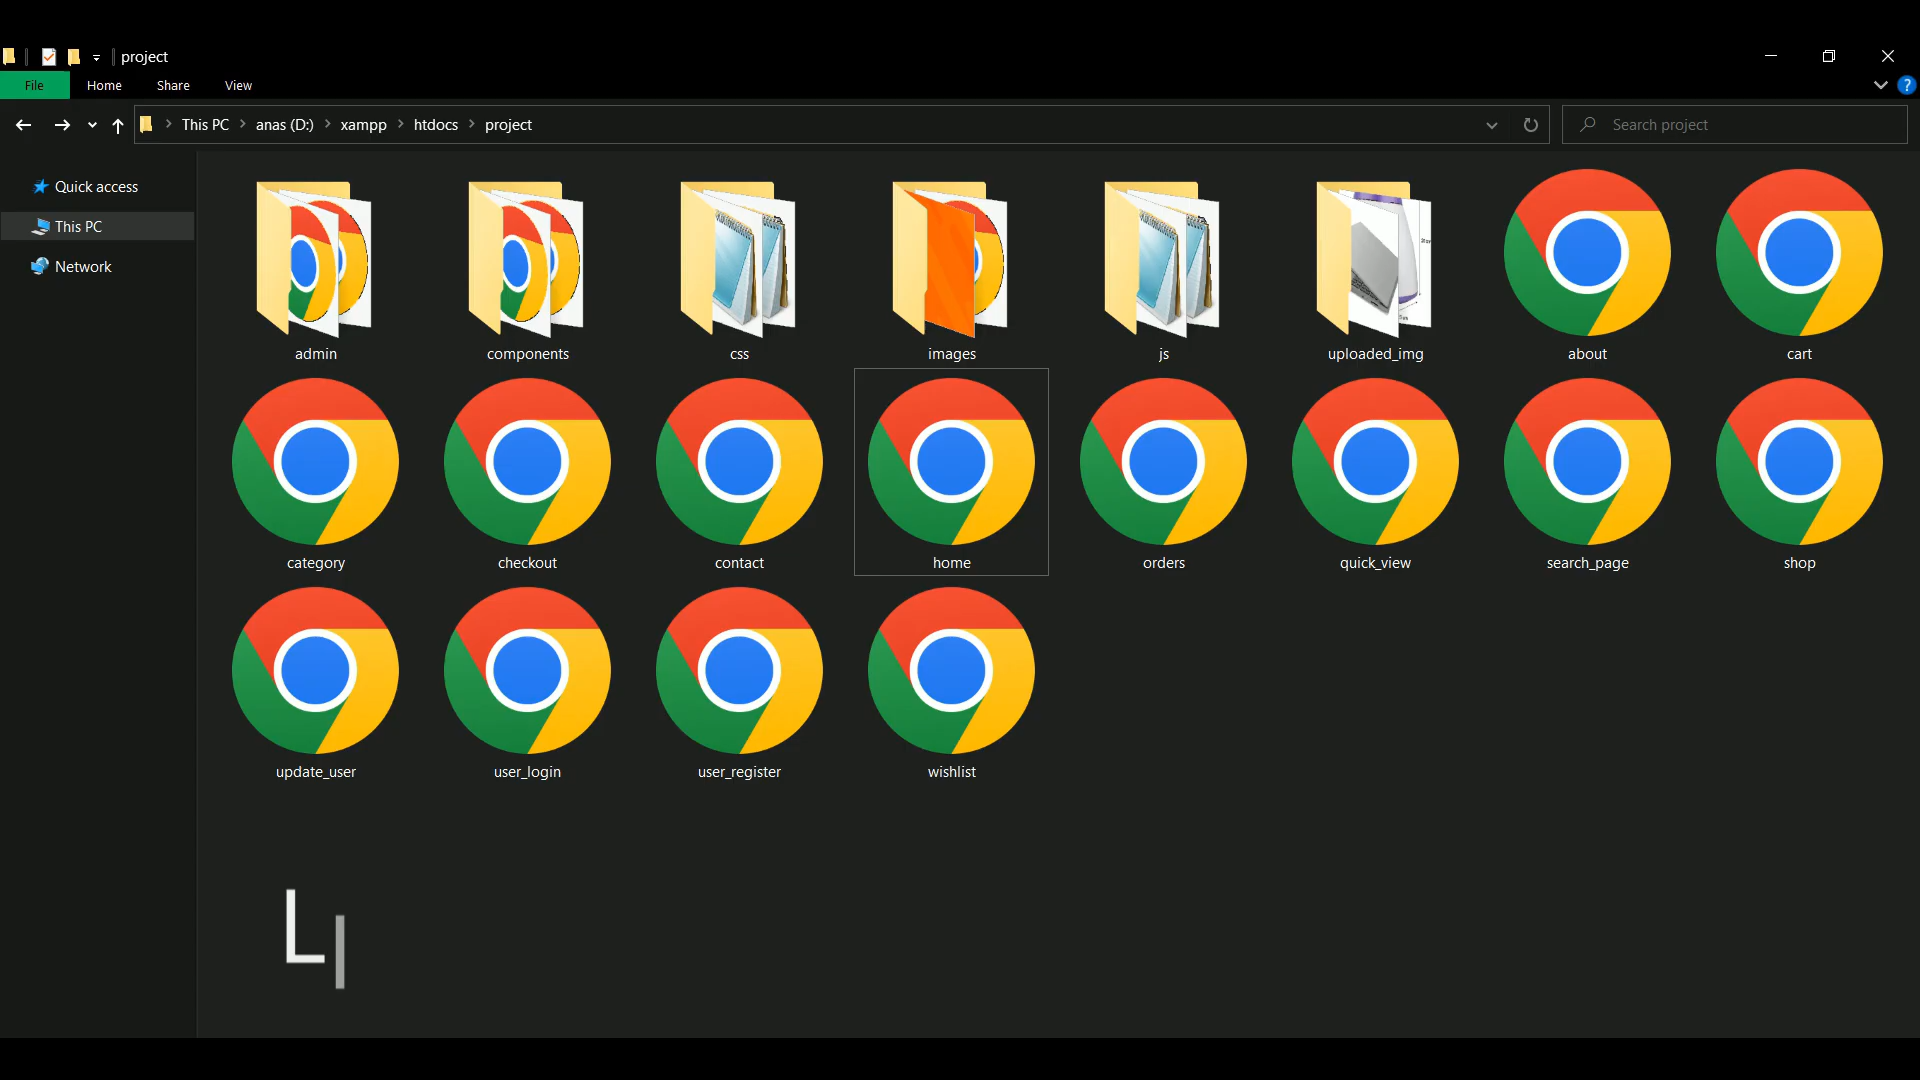 project
File Home Share View
This PC anas (D:) xampp htdocs project
Search project
Quick access
This PC
Network
admin components css images js uploaded_img about cart
category checkout contact home orders quick_view search_page shop
update_user user_login user_register wishlist
L